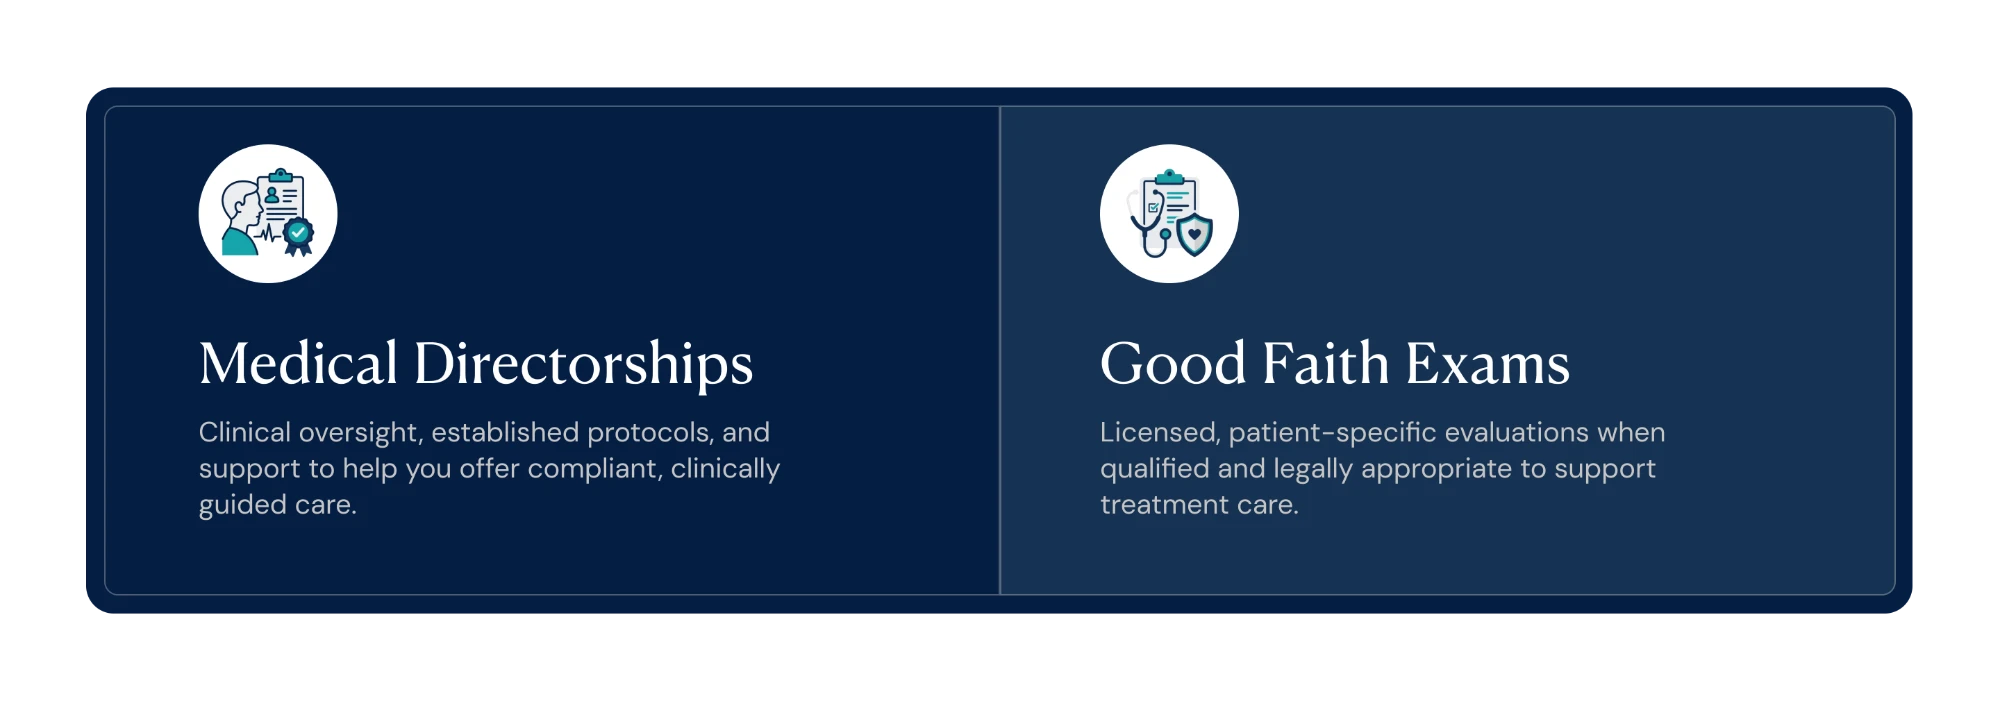 Medical Directorships
Clinical oversight, established protocols, and
support to help you offer compliant, clinically
guided care.
Good Faith Exams
Licensed, patient-specific evaluations when
qualified and legally appropriate to support
treatment care.